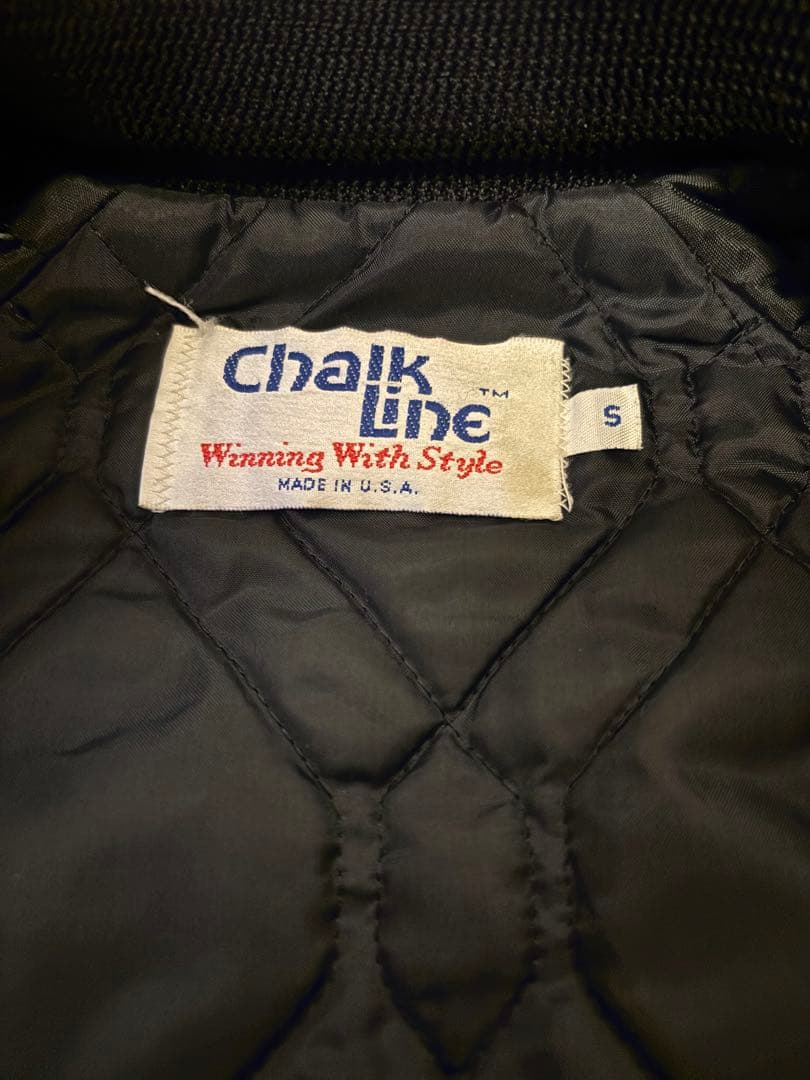 Chalk
Line™
Winning With Style
MADE IN U.S.A.
S